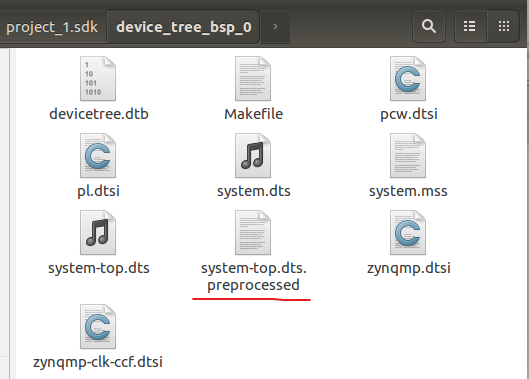 project_1.sdk device_tree_bsp_0
1
10
101
1010
devicetree.dtb Makefile pcw.dtsi
C
C
pl.dtsi system.dts system.mss
C
system-top.dts system-top.dts. zynqmp.dtsi
preprocessed
C
zynqmp-clk-ccf.dtsi